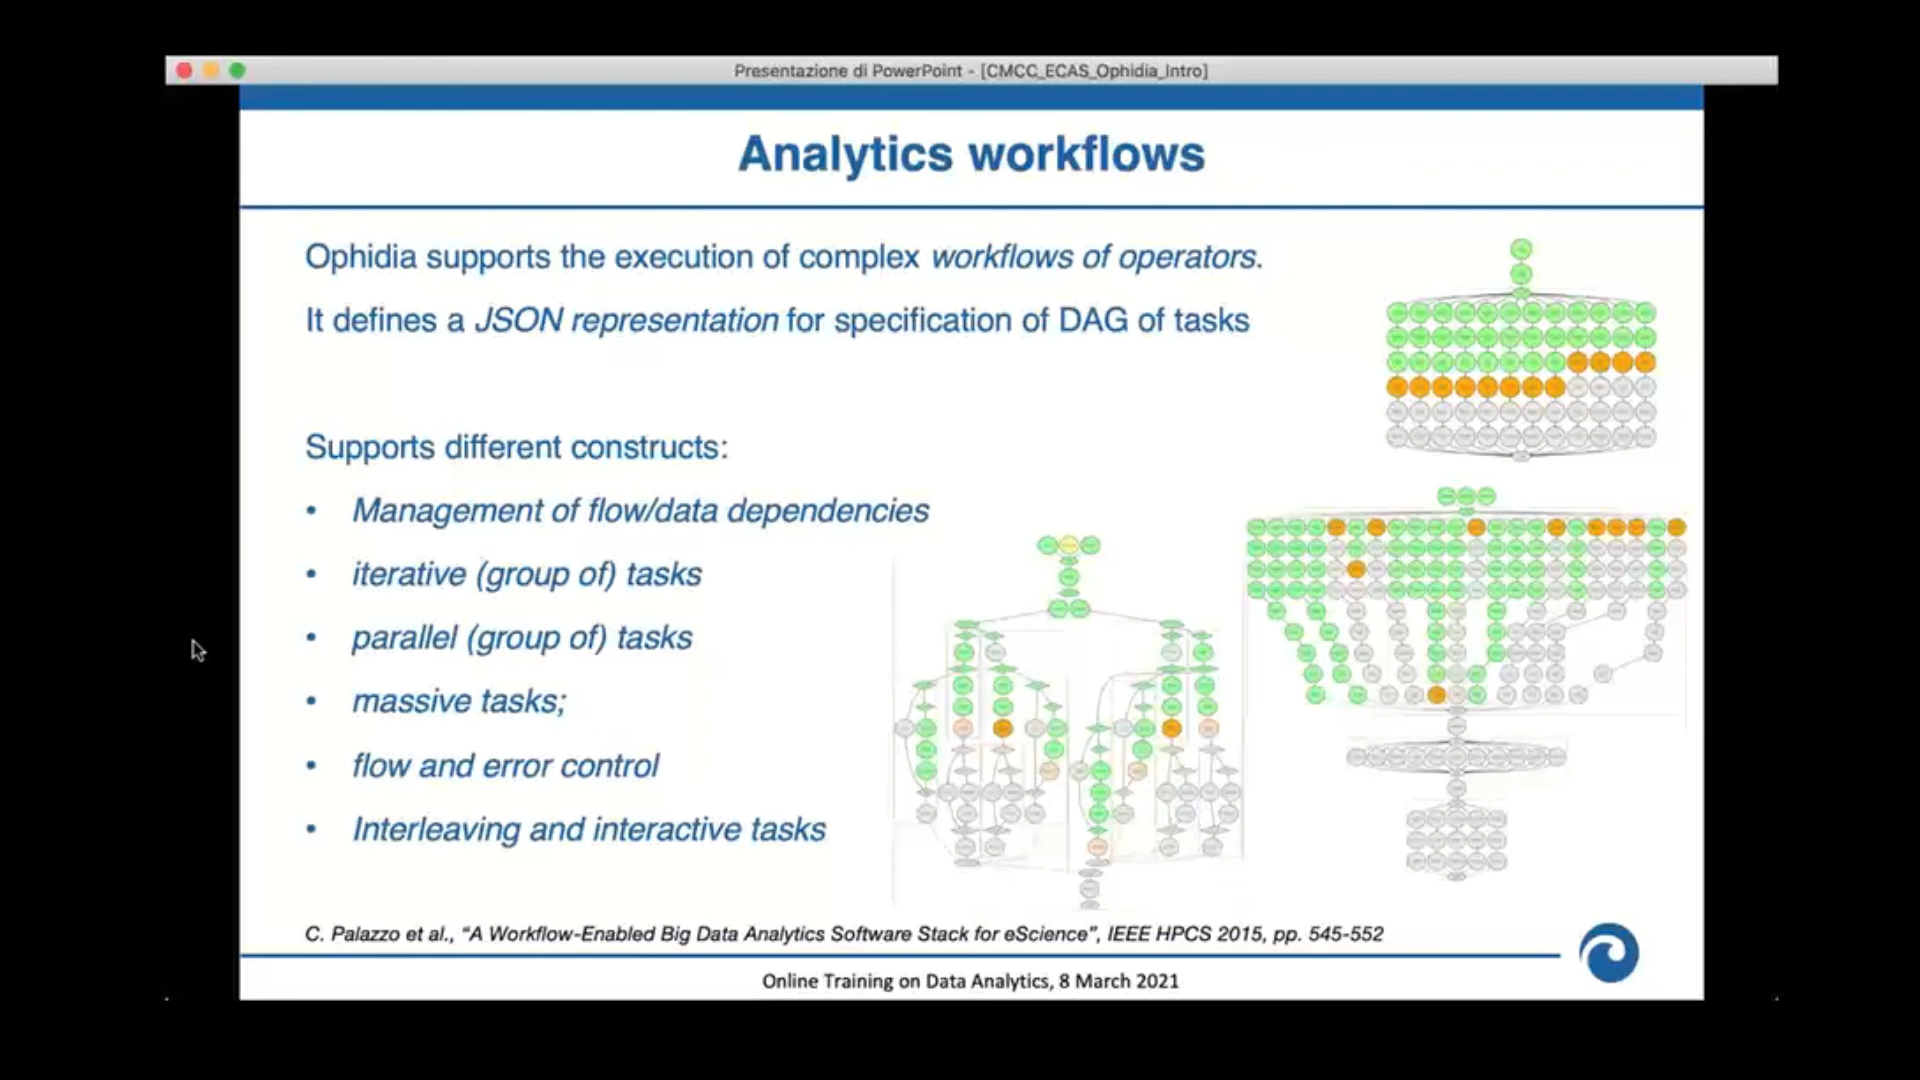 Presentazione di PowerPoint - [CMCC_ECAS_Ophidia_Intro]
Analytics workflows
Ophidia supports the execution of complex workflows of operators.
It defines a JSON representation for specification of DAG of tasks
Supports different constructs:
• Management of flow/data dependencies
• iterative (group of) tasks
• parallel (group of) tasks
• massive tasks;
• flow and error control
• Interleaving and interactive tasks
C. Palazzo et al., “A Workflow-Enabled Big Data Analytics Software Stack for eScience”, IEEE HPCS 2015, pp. 545-552
Online Training on Data Analytics, 8 March 2021